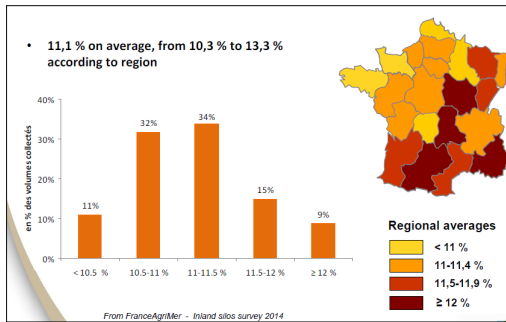 • 11,1 % on average, from 10,3 % to 13,3 %
according to region
en % des volumes collectés
40%
30%
20%
10%
0%
11%
32%
34%
15%
9%
< 10.5 %
10.5-11 %
11-11.5 %
11.5-12 %
≥ 12 %
Regional averages
< 11 %
11-11,4 %
11,5-11,9 %
≥ 12 %
From FranceAgriMer - Inland silos survey 2014